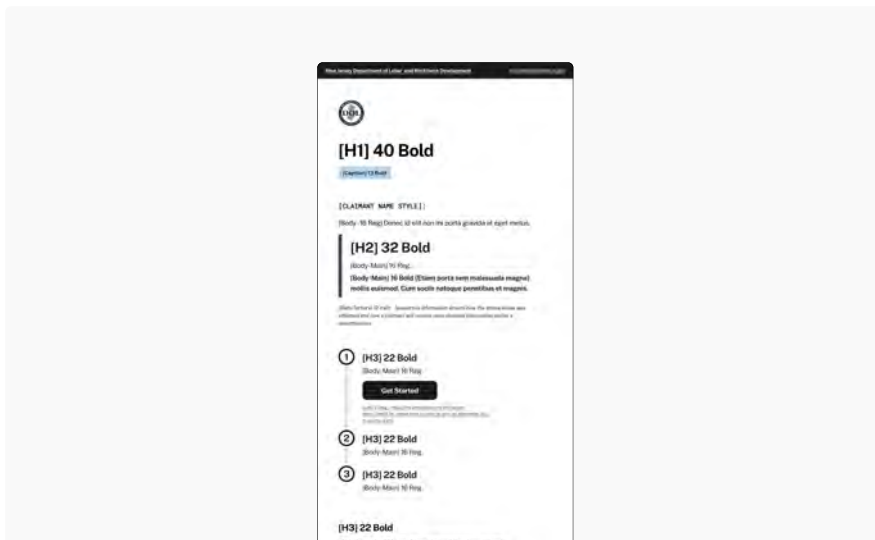 New Jersey Department of Labor and Workforce Development
[H1] 40 Bold
[Caption] 13 Bold
[CLAIMANT NAME STYLE]:
[Body - 16 Reg] Donec id elit non mi porta gravida at eget metus.
[H2] 32 Bold
[Body-Main] 16 Reg.
[Body-Main] 16 Bold (Etiam porta sem malesuada magna)
mollis euismod. Cum sociis natoque penatibus et magnis.
1
[H3] 22 Bold
[Body-Main] 16 Reg.
Get Started
2
[H3] 22 Bold
[Body-Main] 16 Reg.
3
[H3] 22 Bold
[Body-Main] 16 Reg.
[H3] 22 Bold